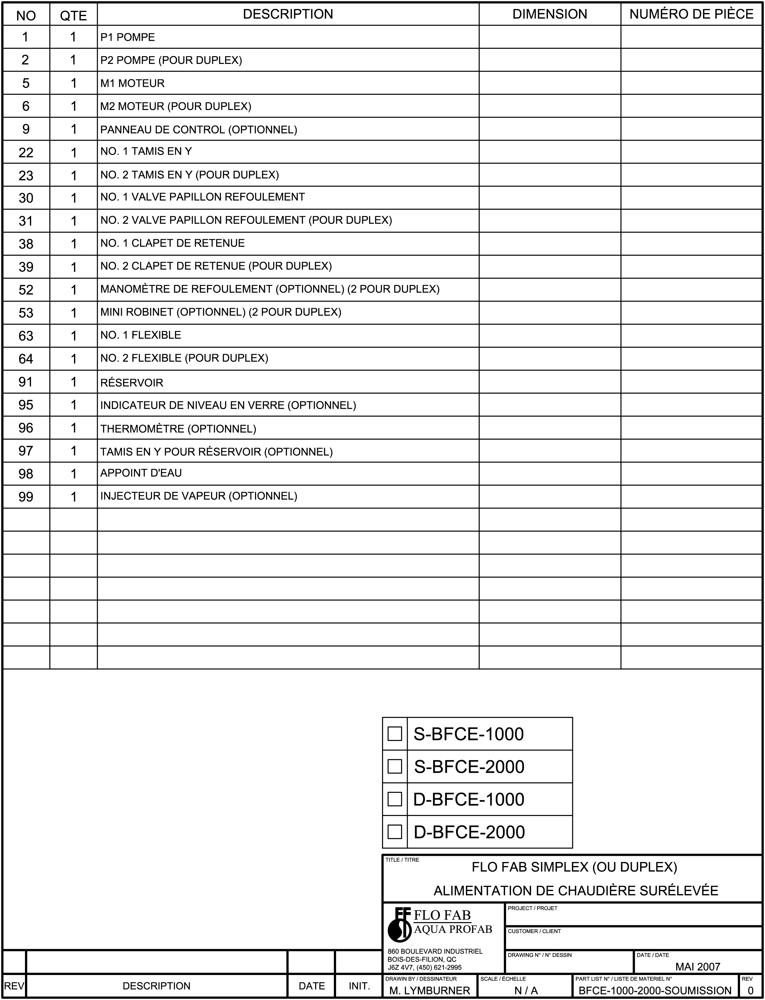 NO QTE DESCRIPTION DIMENSION NUMÉRO DE PIÈCE
1 1 P1 POMPE
2 1 P2 POMPE (POUR DUPLEX)
5 1 M1 MOTEUR
6 1 M2 MOTEUR (POUR DUPLEX)
9 1 PANNEAU DE CONTROL (OPTIONNEL)
22 1 NO. 1 TAMIS EN Y
23 1 NO. 2 TAMIS EN Y (POUR DUPLEX)
30 1 NO. 1 VALVE PAPILLON REFOULEMENT
31 1 NO. 2 VALVE PAPILLON REFOULEMENT (POUR DUPLEX)
38 1 NO. 1 CLAPET DE RETENUE
39 1 NO. 2 CLAPET DE RETENUE (POUR DUPLEX)
52 1 MANOMÈTRE DE REFOULEMENT (OPTIONNEL) (2 POUR DUPLEX)
53 1 MINI ROBINET (OPTIONNEL) (2 POUR DUPLEX)
63 1 NO. 1 FLEXIBLE
64 1 NO. 2 FLEXIBLE (POUR DUPLEX)
91 1 RÉSERVOIR
95 1 INDICATEUR DE NIVEAU EN VERRE (OPTIONNEL)
96 1 THERMOMÈTRE (OPTIONNEL)
97 1 TAMIS EN Y POUR RÉSERVOIR (OPTIONNEL)
98 1 APPOINT D'EAU
99 1 INJECTEUR DE VAPEUR (OPTIONNEL)
S-BFCE-1000
S-BFCE-2000
D-BFCE-1000
D-BFCE-2000
TITLE / TITRE
FLO FAB SIMPLEX (OU DUPLEX)
ALIMENTATION DE CHAUDIÈRE SURÉLEVÉE
FLO FAB
AQUA PROFAB
860 BOULEVARD INDUSTRIEL
BOIS-DES-FILION, QC
J6Z 4V7, (450) 621-2995
PROJECT / PROJET
CUSTOMER / CLIENT
DRAWING N° / N° DESSIN
DATE / DATE
MAI 2007
REV DESCRIPTION DATE INIT.
DRAWIN BY / DESSINATEUR
M. LYMBURNER
SCALE / ÉCHELLE
N / A
PART LIST N° / LISTE DE MATERIEL N°
BFCE-1000-2000-SOUMISSION
REV
0